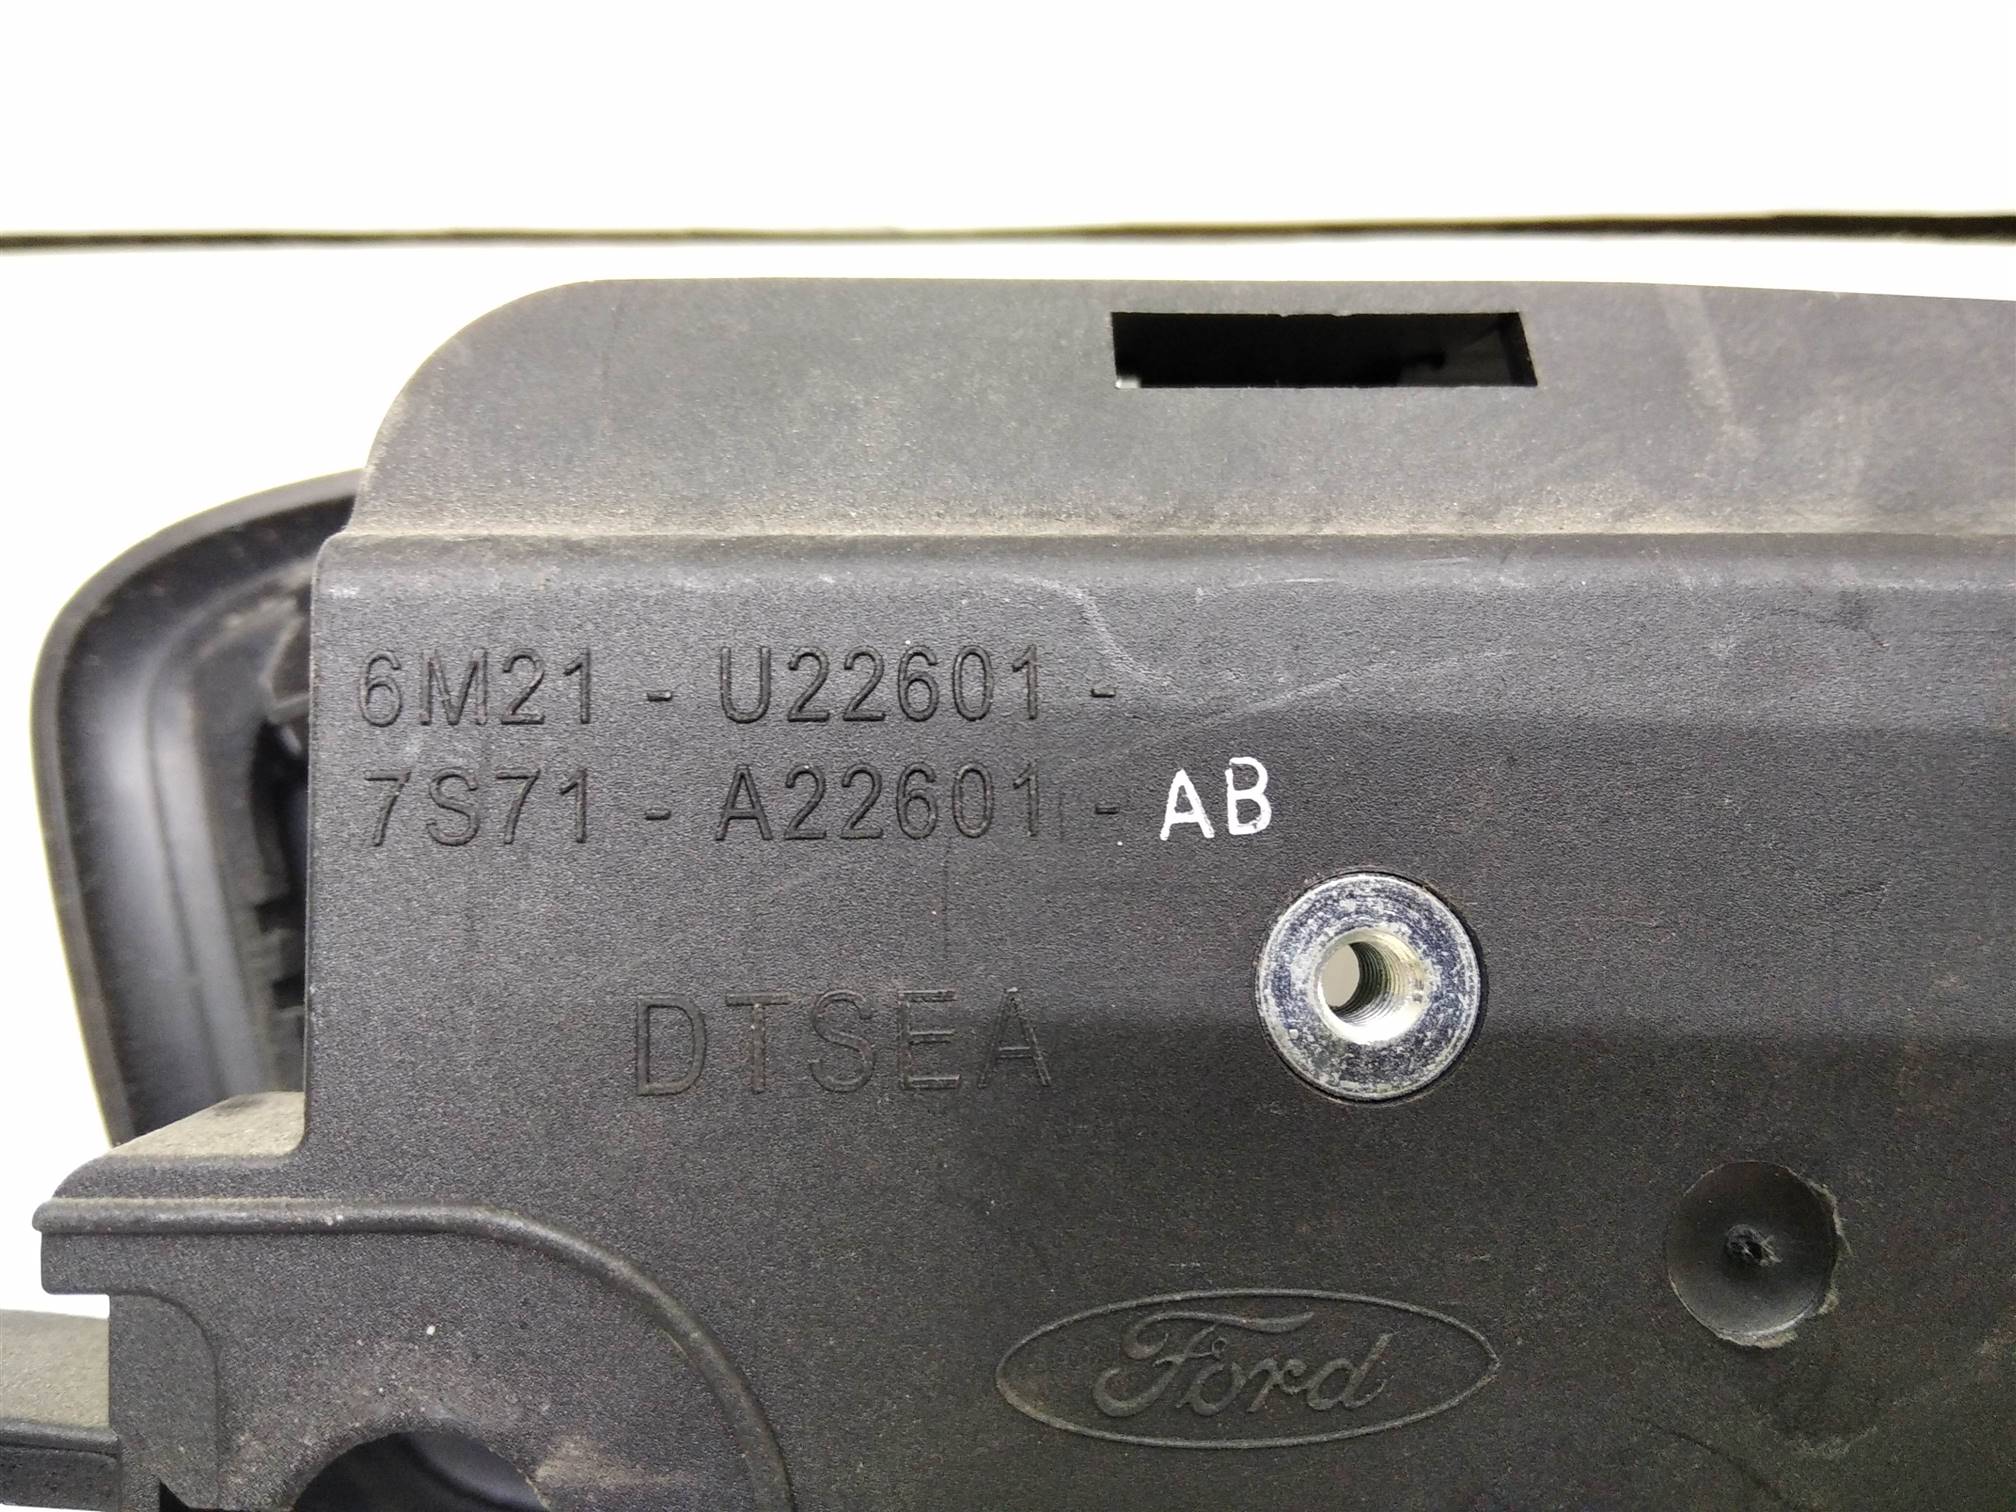 6M21 - U22601 -
7S71 - A22601 - AB
DTSEA
Ford